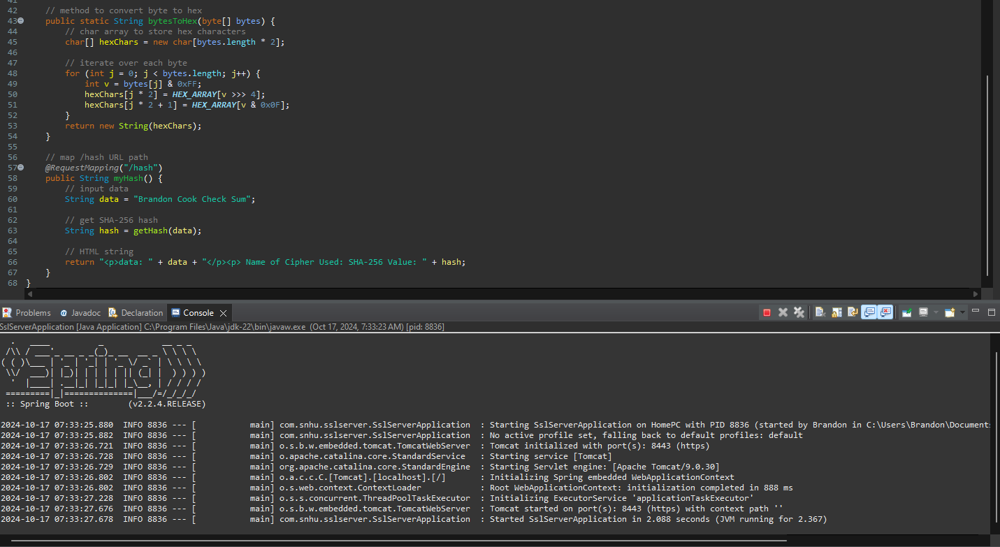 41
42 // method to convert byte to hex
43 public static String bytesToHex(byte[] bytes) {
44 // char array to store hex characters
45 char[] hexChars = new char[bytes.length * 2];
46
47 // iterate over each byte
48 for (int j = 0; j < bytes.length; j++) {
49 int v = bytes[j] & 0xFF;
50 hexChars[j * 2] = HEX_ARRAY[v >>> 4];
51 hexChars[j * 2 + 1] = HEX_ARRAY[v & 0x0F];
52 }
53 return new String(hexChars);
54 }
55
56 // map /hash URL path
57 @RequestMapping("/hash")
58 public String myHash() {
59 // input data
60 String data = "Brandon Cook Check Sum";
61
62 // get SHA-256 hash
63 String hash = getHash(data);
64
65 // HTML string
66 return "<p>data: " + data + "</p><p> Name of Cipher Used: SHA-256 Value: " + hash;
67 }
68 }
Problems Javadoc Declaration Console
SslServerApplication [Java Application] C:\Program Files\Java\jdk-22\bin\javaw.exe (Oct 17, 2024, 7:33:23 AM) [pid: 8836]
  .   ____          _            __ _ _
 /\\ / ___'_ __ _ _(_)_ __  __ _ \ \ \ \
( ( )\___ | '_ | '_| | '_ \/ _` | \ \ \ \
 \\/  ___)| |_)| | | | | || (_| |  ) ) ) )
  '  |____| .__|_| |_|_| |_\__, | / / / /
 =========|_|==============|___/=/_/_/_/
 :: Spring Boot ::        (v2.2.4.RELEASE)
2024-10-17 07:33:25.880  INFO 8836 --- [           main] com.snhu.sslserver.SslServerApplication  : Starting SslServerApplication on HomePC with PID 8836 (started by Brandon in C:\Users\Brandon\Documents
2024-10-17 07:33:25.882  INFO 8836 --- [           main] com.snhu.sslserver.SslServerApplication  : No active profile set, falling back to default profiles: default
2024-10-17 07:33:26.721  INFO 8836 --- [           main] o.s.b.w.embedded.tomcat.TomcatWebServer  : Tomcat initialized with port(s): 8443 (https)
2024-10-17 07:33:26.728  INFO 8836 --- [           main] o.apache.catalina.core.StandardService   : Starting service [Tomcat]
2024-10-17 07:33:26.729  INFO 8836 --- [           main] org.apache.catalina.core.StandardEngine  : Starting Servlet engine: [Apache Tomcat/9.0.30]
2024-10-17 07:33:26.802  INFO 8836 --- [           main] o.a.c.c.C.[Tomcat].[localhost].[/]       : Initializing Spring embedded WebApplicationContext
2024-10-17 07:33:26.802  INFO 8836 --- [           main] o.s.web.context.ContextLoader            : Root WebApplicationContext: initialization completed in 888 ms
2024-10-17 07:33:27.228  INFO 8836 --- [           main] o.s.s.concurrent.ThreadPoolTaskExecutor  : Initializing ExecutorService 'applicationTaskExecutor'
2024-10-17 07:33:27.676  INFO 8836 --- [           main] o.s.b.w.embedded.tomcat.TomcatWebServer  : Tomcat started on port(s): 8443 (https) with context path ''
2024-10-17 07:33:27.678  INFO 8836 --- [           main] com.snhu.sslserver.SslServerApplication  : Started SslServerApplication in 2.088 seconds (JVM running for 2.367)